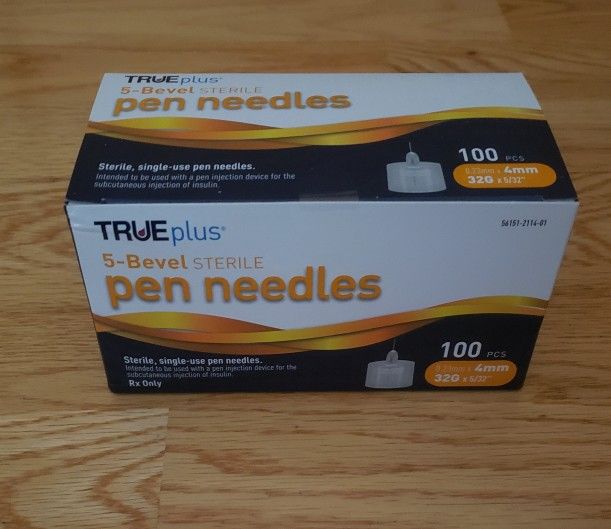 TRUEplus®
5-Bevel STERILE
pen needles
Sterile, single-use pen needles.
Intended to be used with a pen injection device for the
subcutaneous injection of insulin.
100 PCS
0.23mm x 4mm
32G x 5/32"
TRUEplus®
56151-2114-01
5-Bevel STERILE
pen needles
Sterile, single-use pen needles.
Intended to be used with a pen injection device for the
subcutaneous injection of insulin.
Rx Only
100 PCS
0.23mm x 4mm
32G x 5/32"